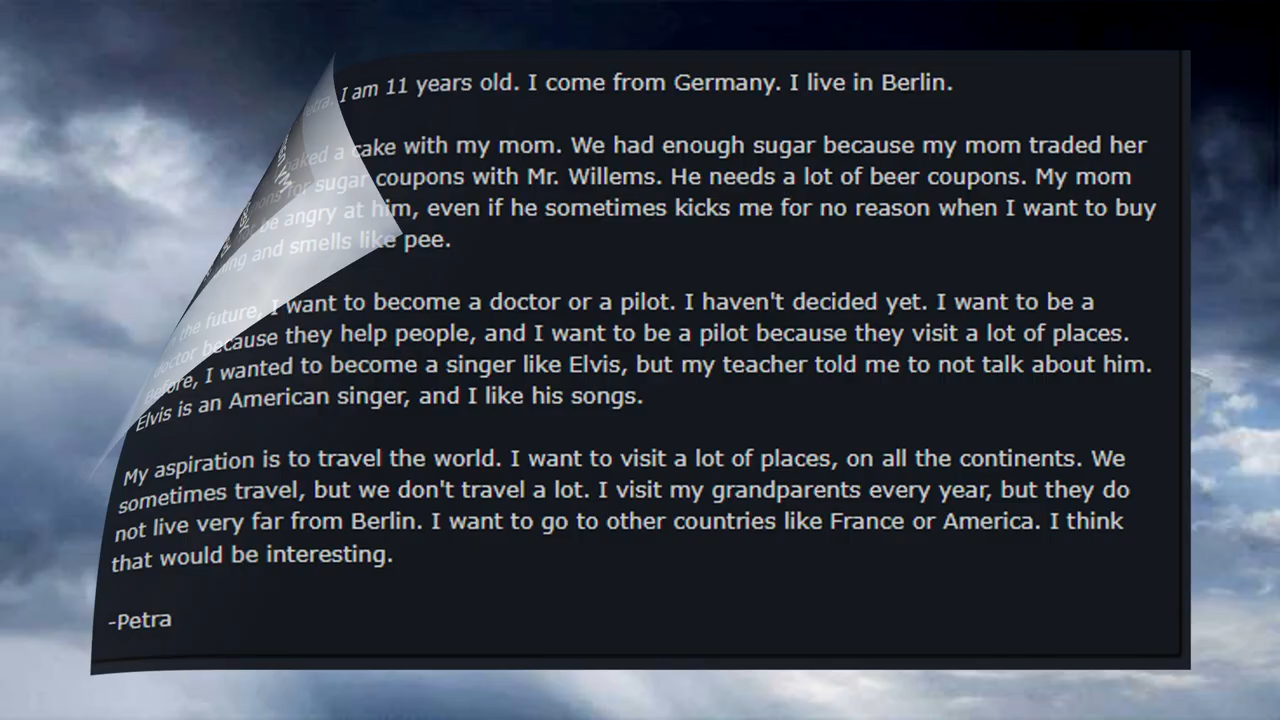 I am 11 years old. I come from Germany. I live in Berlin.
baked a cake with my mom. We had enough sugar because my mom traded her
for sugar coupons with Mr. Willems. He needs a lot of beer coupons. My mom
be angry at him, even if he sometimes kicks me for no reason when I want to buy
and smells like pee.
the future, I want to become a doctor or a pilot. I haven't decided yet. I want to be a
doctor because they help people, and I want to be a pilot because they visit a lot of places.
Before, I wanted to become a singer like Elvis, but my teacher told me to not talk about him.
Elvis is an American singer, and I like his songs.
My aspiration is to travel the world. I want to visit a lot of places, on all the continents. We
sometimes travel, but we don't travel a lot. I visit my grandparents every year, but they do
not live very far from Berlin. I want to go to other countries like France or America. I think
that would be interesting.
-Petra